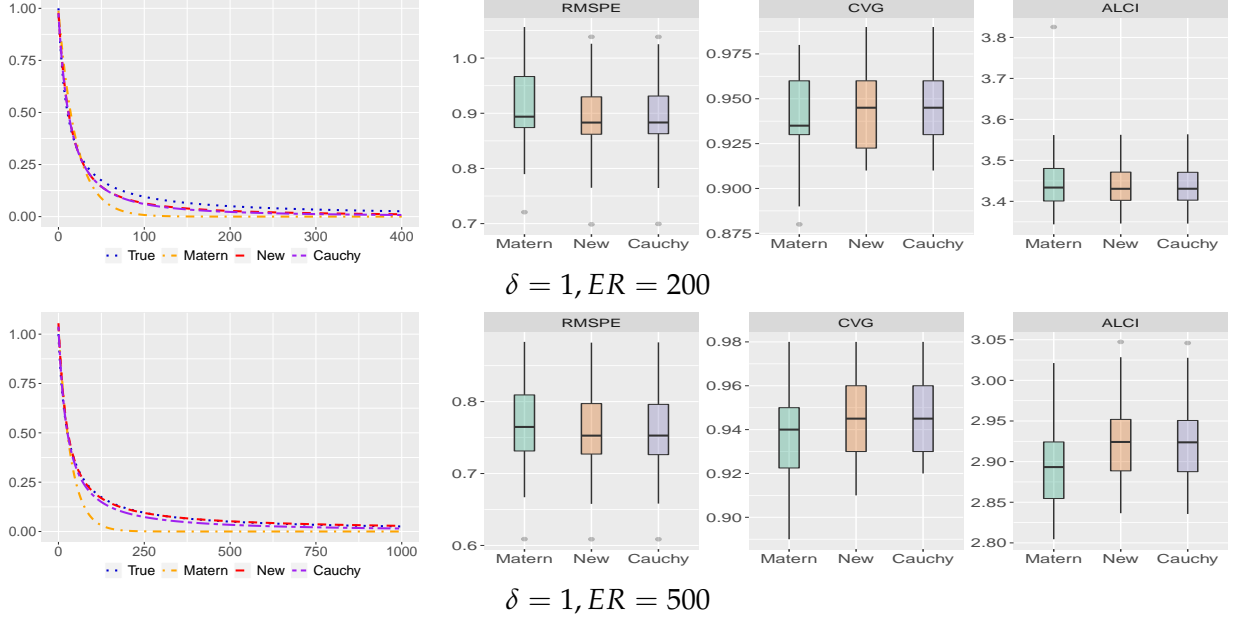 RMSPE CVG ALCI
1.00
0.75
0.50
0.25
0.00
0 100 200 300 400
True Matern New Cauchy
1.0
0.9
0.8
0.7
Matern New Cauchy
0.975
0.950
0.925
0.900
0.875
Matern New Cauchy
3.8
3.7
3.6
3.5
3.4
Matern New Cauchy
δ = 1, ER = 200
RMSPE CVG ALCI
1.00
0.75
0.50
0.25
0.00
0 250 500 750 1000
True Matern New Cauchy
0.8
0.7
0.6
Matern New Cauchy
0.98
0.96
0.94
0.92
0.90
Matern New Cauchy
3.05
3.00
2.95
2.90
2.85
2.80
Matern New Cauchy
δ = 1, ER = 500